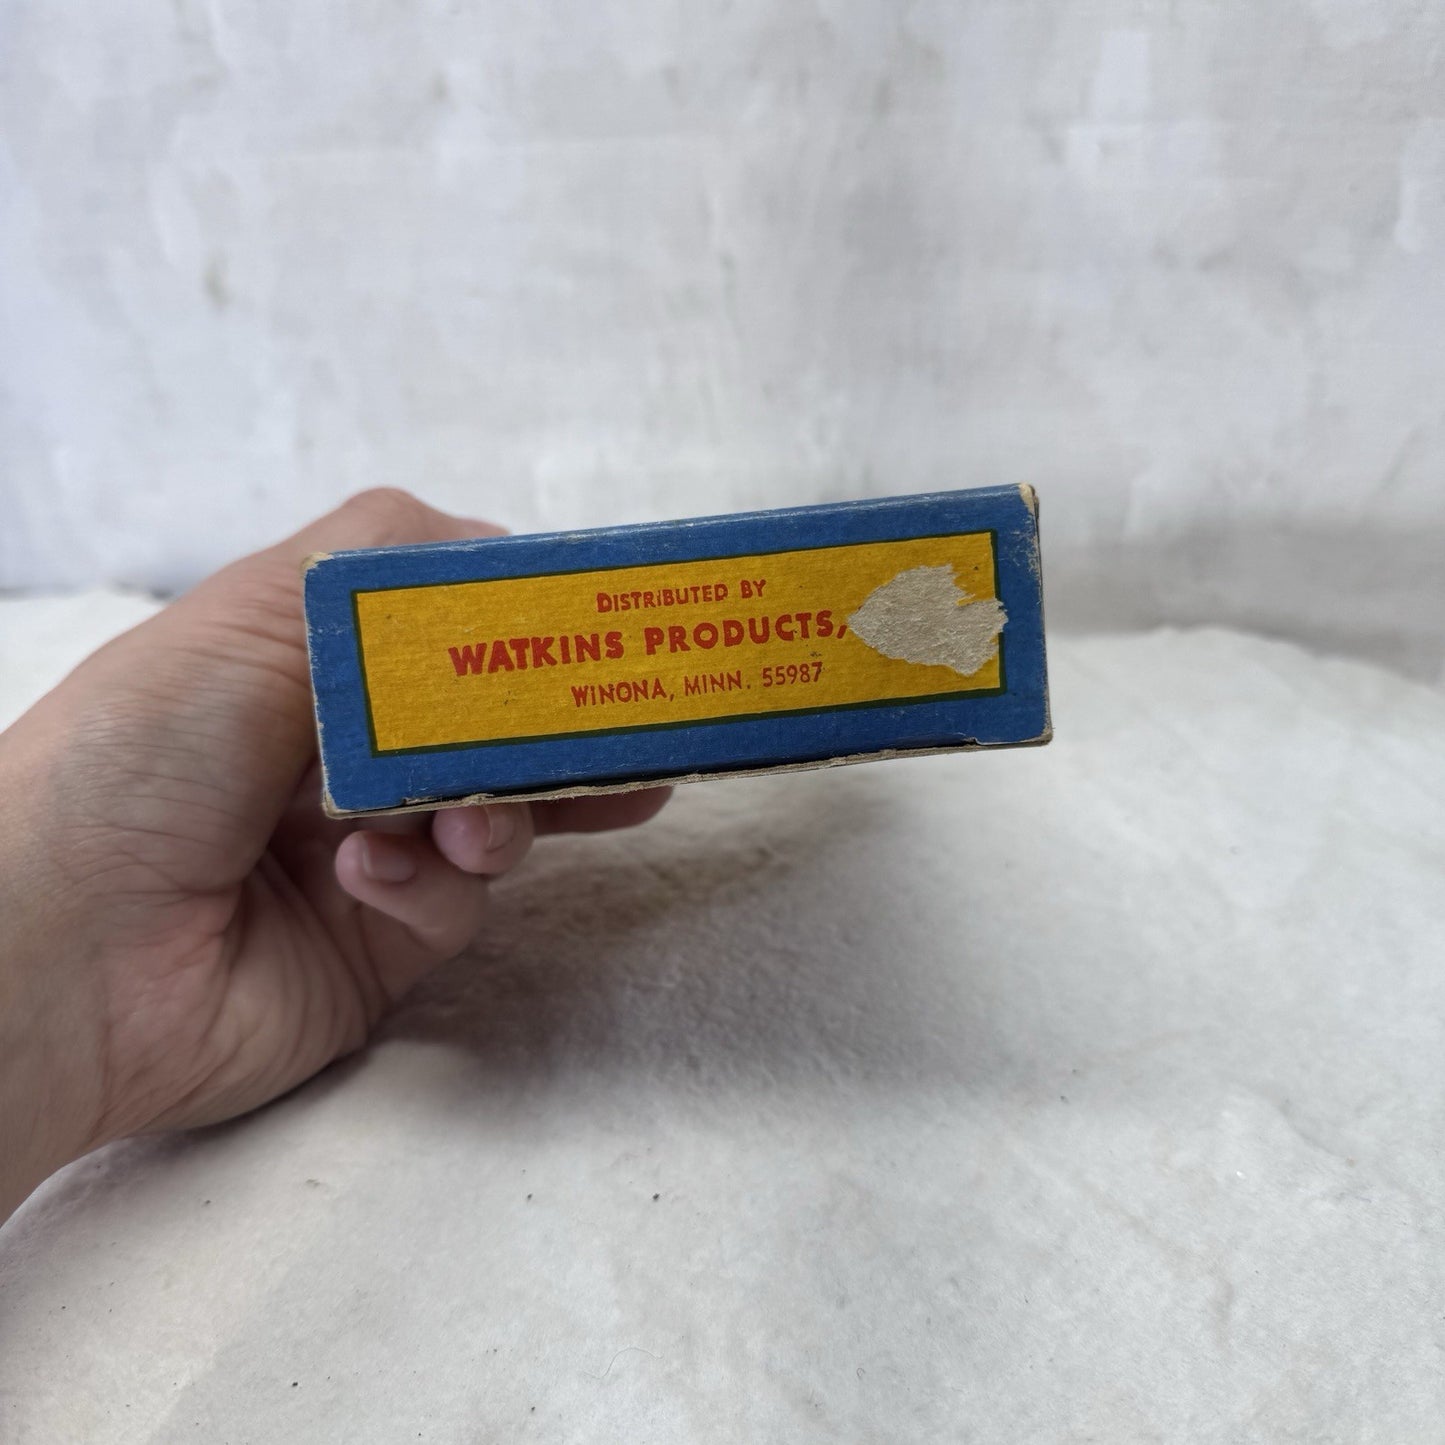 DISTRIBUTED BY
WATKINS PRODUCTS,
WINONA, MINN. 55987